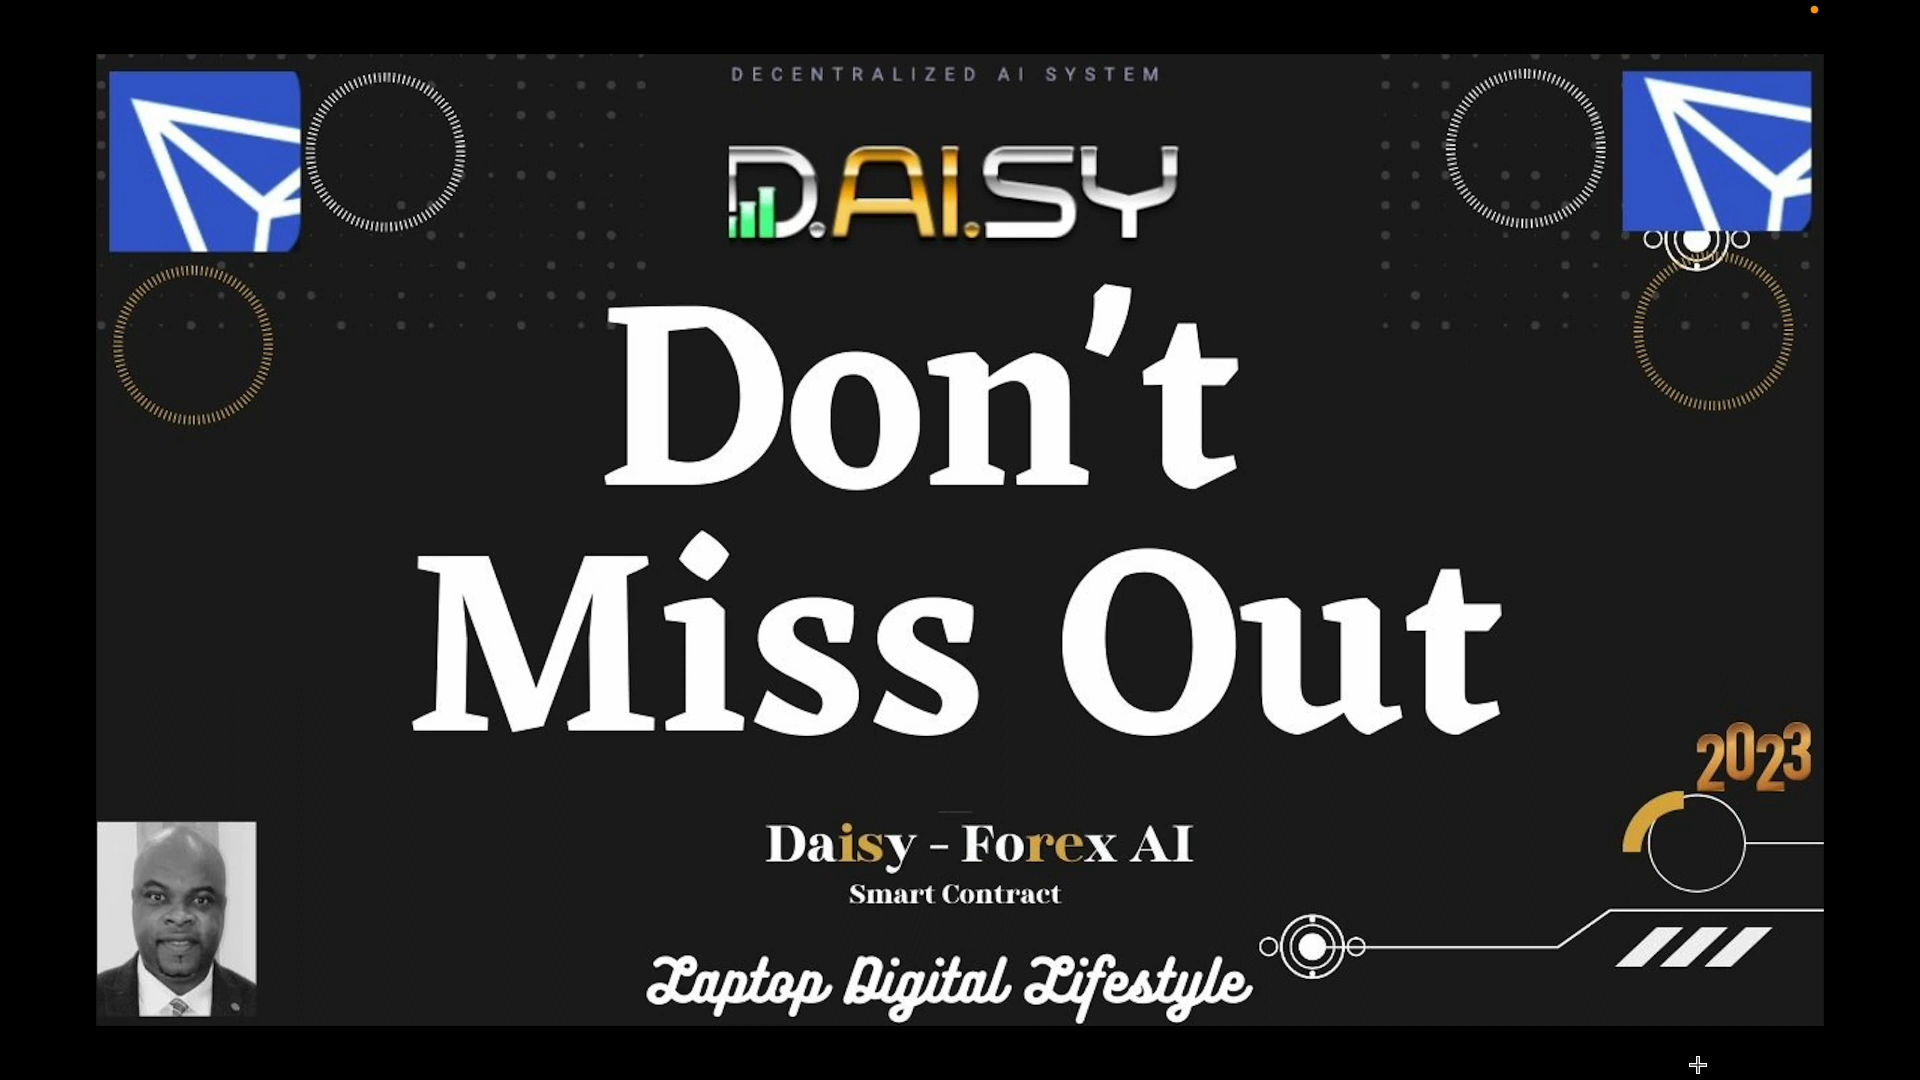 DECENTRALIZED AI SYSTEM
D.AI.SY
Don't
Miss Out
2023
Daisy - Forex AI
Smart Contract
Laptop Digital Lifestyle